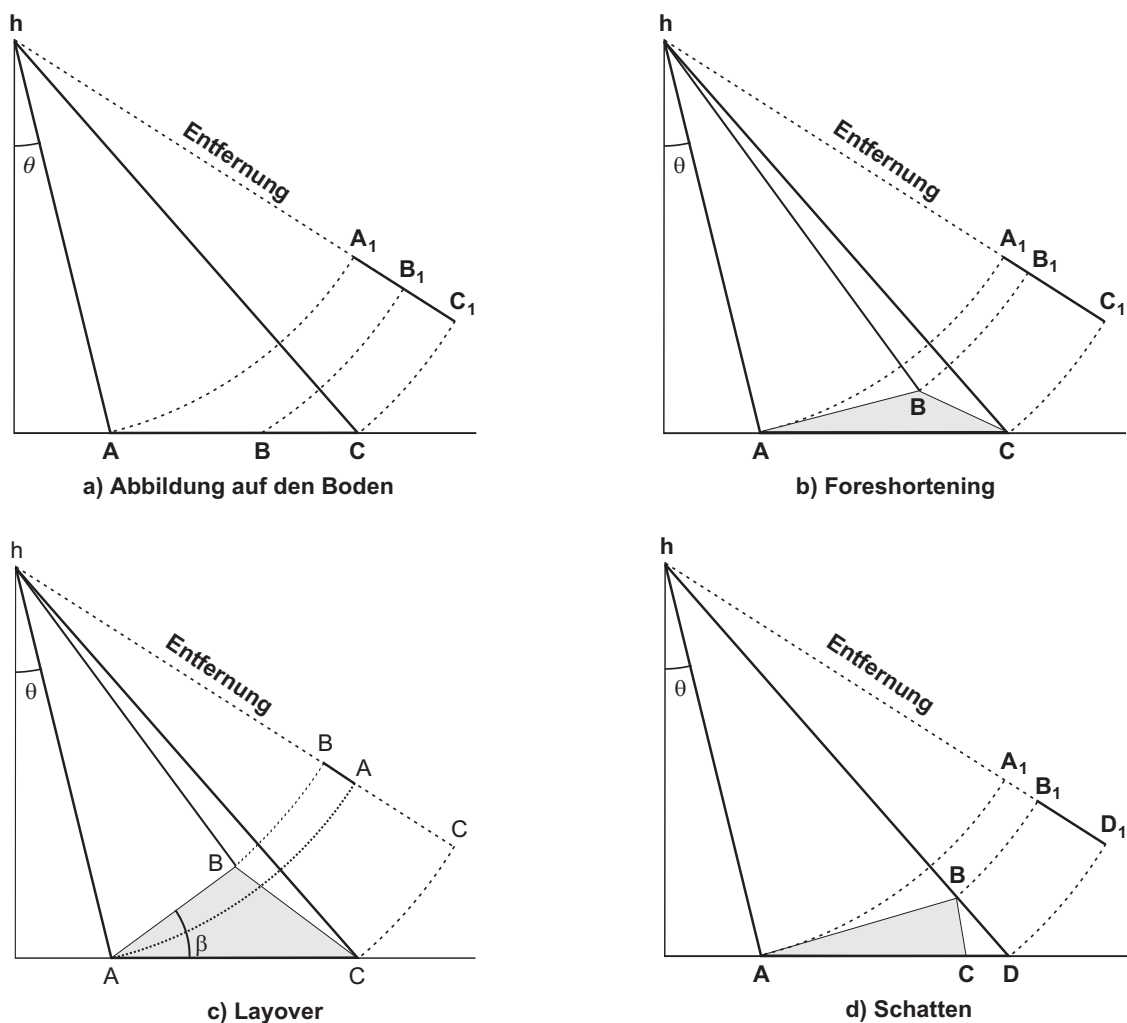 h
θ
Entfernung
A1
B1
C1
A
B
C
a) Abbildung auf den Boden
h
θ
Entfernung
A1
B1
C1
B
A
C
b) Foreshortening
h
θ
Entfernung
B
A
C
B
β
A
C
c) Layover
h
θ
Entfernung
A1
B1
D1
B
A
C
D
d) Schatten